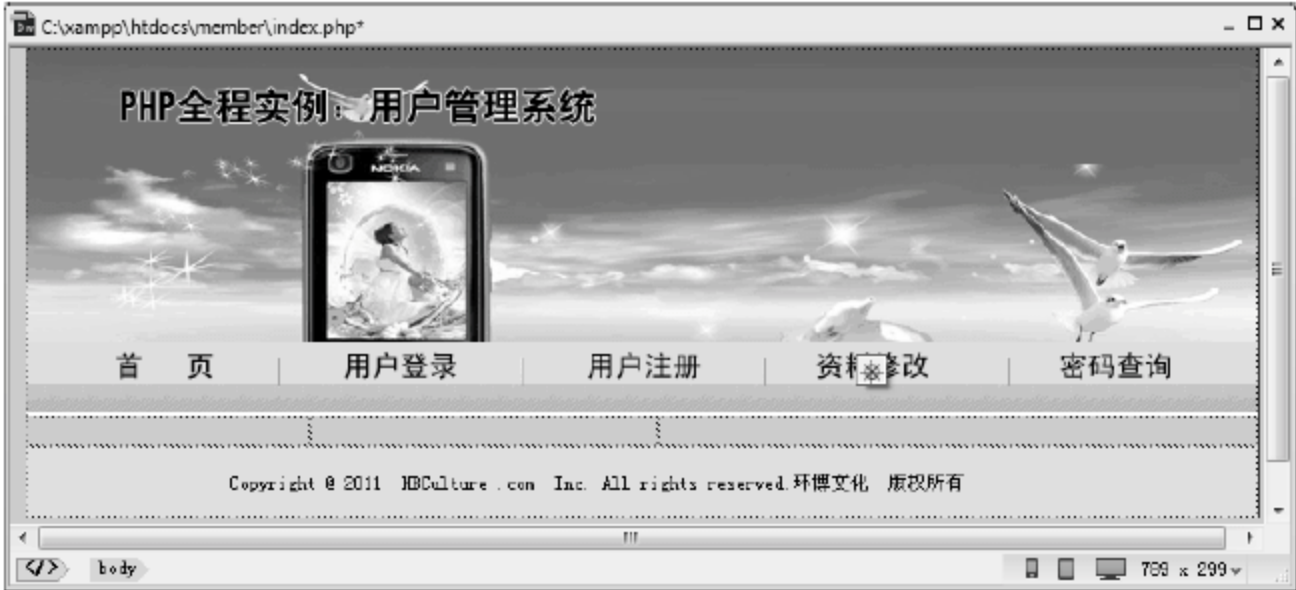 C:\xampp\htdocs\member\index.php*
PHP全程实例：用户管理系统
NOKIA
首 页 | 用户登录 | 用户注册 | 资料修改 | 密码查询
Copyright @ 2011 HBCulture .com Inc. All rights reserved.环博文化 版权所有
</> body 789 x 299